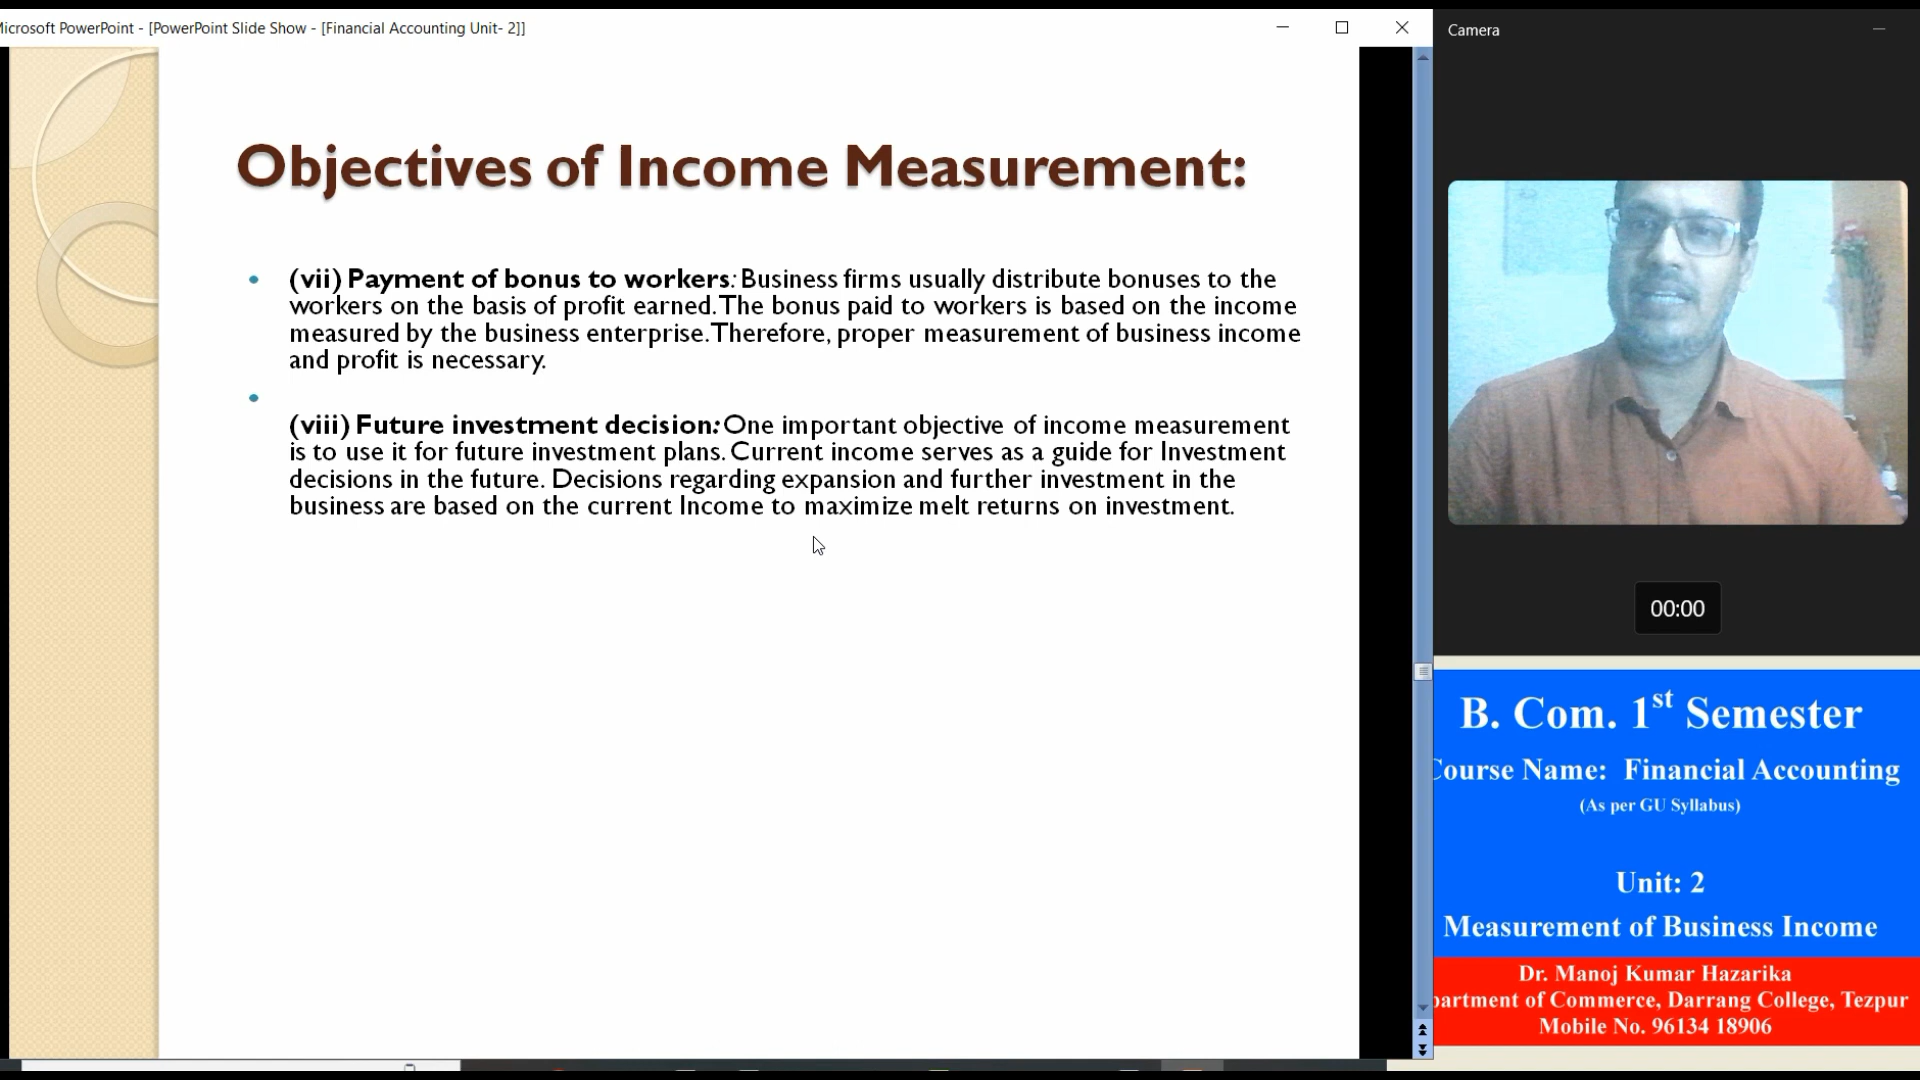 Microsoft PowerPoint - [PowerPoint Slide Show - [Financial Accounting Unit- 2]]
Objectives of Income Measurement:
(vii) Payment of bonus to workers: Business firms usually distribute bonuses to the
workers on the basis of profit earned. The bonus paid to workers is based on the income
measured by the business enterprise. Therefore, proper measurement of business income
and profit is necessary.
(viii) Future investment decision: One important objective of income measurement
is to use it for future investment plans. Current income serves as a guide for Investment
decisions in the future. Decisions regarding expansion and further investment in the
business are based on the current Income to maximize melt returns on investment.
Camera
00:00
B. Com. 1st Semester
Course Name: Financial Accounting
(As per GU Syllabus)
Unit: 2
Measurement of Business Income
Dr. Manoj Kumar Hazarika
partment of Commerce, Darrang College, Tezpur
Mobile No. 96134 18906